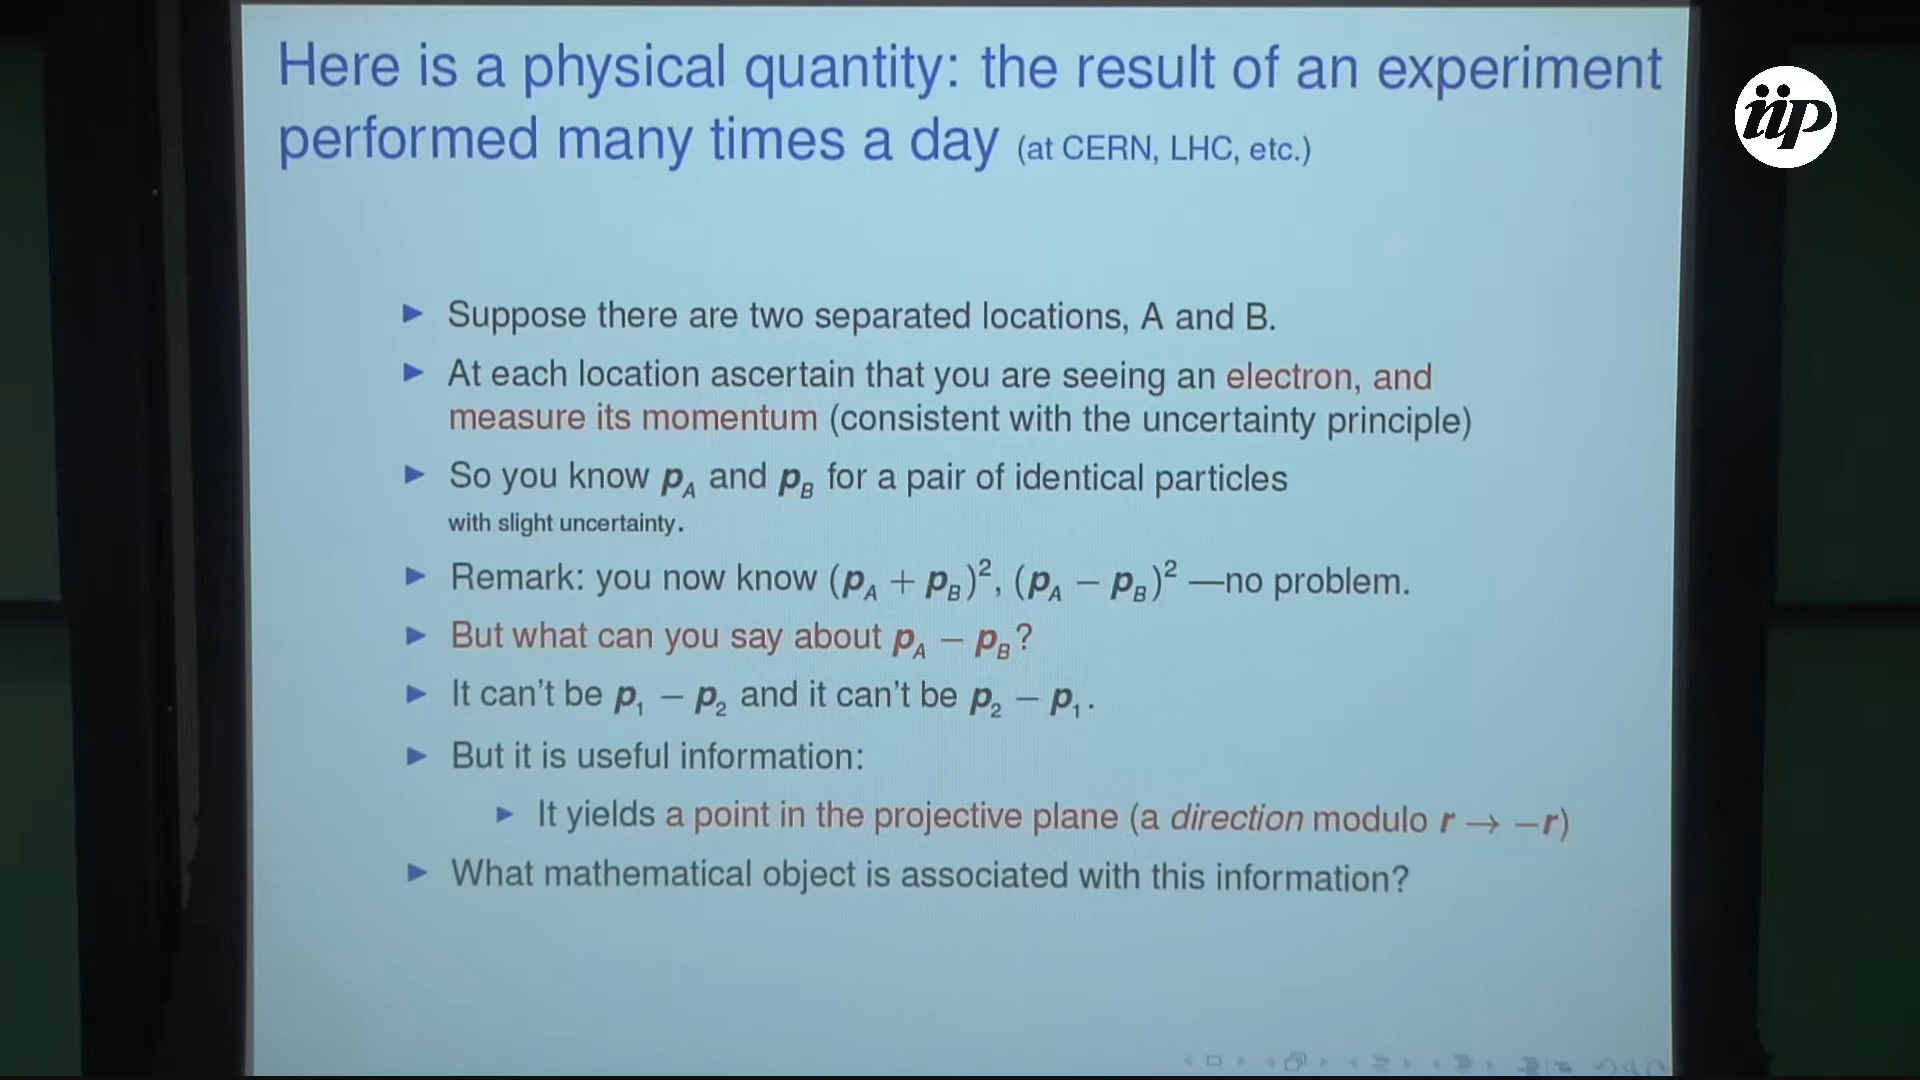 Here is a physical quantity: the result of an experiment
performed many times a day (at CERN, LHC, etc.)
iip
▶ Suppose there are two separated locations, A and B.
▶ At each location ascertain that you are seeing an electron, and
measure its momentum (consistent with the uncertainty principle)
▶ So you know p_A and p_B for a pair of identical particles
with slight uncertainty.
▶ Remark: you now know (p_A + p_B)², (p_A − p_B)² —no problem.
▶ But what can you say about p_A − p_B?
▶ It can't be p₁ − p₂ and it can't be p₂ − p₁.
▶ But it is useful information:
▶ It yields a point in the projective plane (a direction modulo r → −r)
▶ What mathematical object is associated with this information?